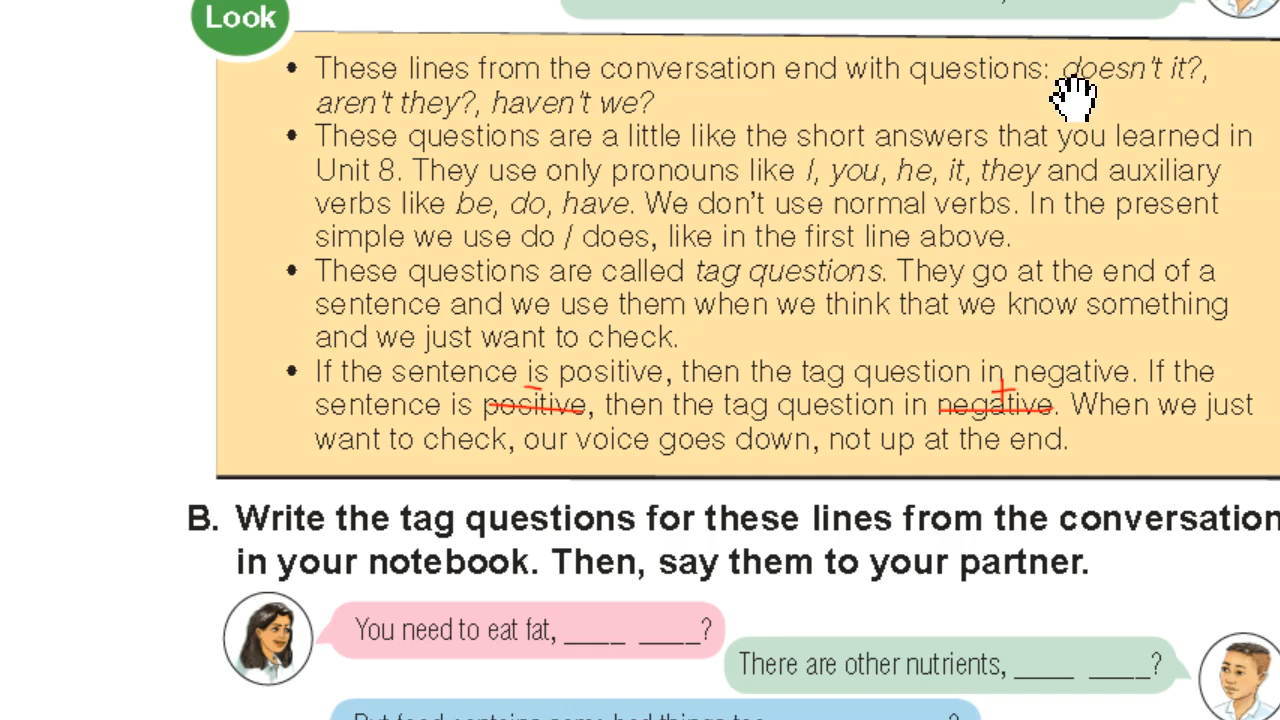 Look
• These lines from the conversation end with questions: doesn't it?,
aren't they?, haven't we?
• These questions are a little like the short answers that you learned in
Unit 8. They use only pronouns like I, you, he, it, they and auxiliary
verbs like be, do, have. We don't use normal verbs. In the present
simple we use do / does, like in the first line above.
• These questions are called tag questions. They go at the end of a
sentence and we use them when we think that we know something
and we just want to check.
• If the sentence is positive, then the tag question in negative. If the
sentence is positive, then the tag question in negative. When we just
want to check, our voice goes down, not up at the end.
B. Write the tag questions for these lines from the conversation
in your notebook. Then, say them to your partner.
You need to eat fat, ____ ____?
There are other nutrients, ____ ____?